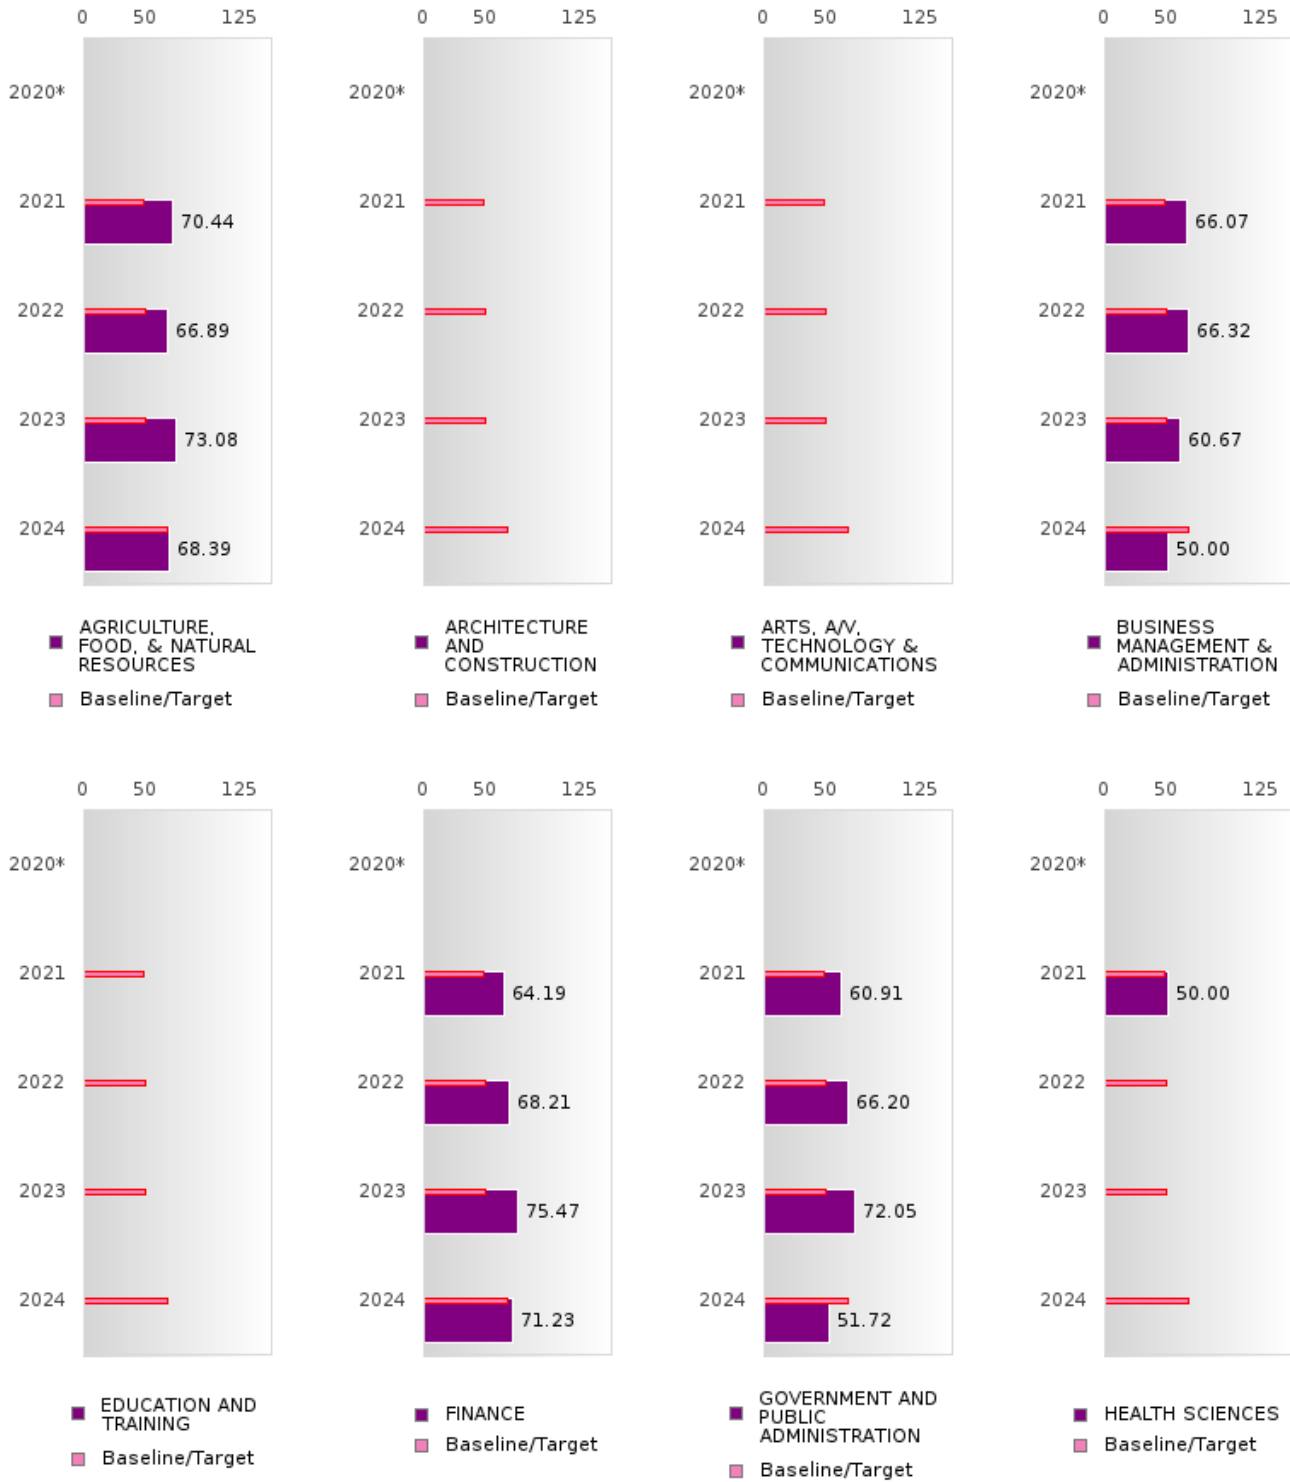 0 50 125 0 50 125 0 50 125 0 50 125
2020* 2020* 2020* 2020*
2021 2021 2021 2021
70.44 66.07
2022 2022 2022 2022
66.89 66.32
2023 2023 2023 2023
73.08 60.67
2024 2024 2024 2024
68.39 50.00
AGRICULTURE,
FOOD, & NATURAL
RESOURCES
Baseline/Target
ARCHITECTURE
AND
CONSTRUCTION
Baseline/Target
ARTS, A/V,
TECHNOLOGY &
COMMUNICATIONS
Baseline/Target
BUSINESS
MANAGEMENT &
ADMINISTRATION
Baseline/Target
0 50 125 0 50 125 0 50 125 0 50 125
2020* 2020* 2020* 2020*
2021 2021 2021 2021
64.19 60.91 50.00
2022 2022 2022 2022
68.21 66.20
2023 2023 2023 2023
75.47 72.05
2024 2024 2024 2024
71.23 51.72
EDUCATION AND
TRAINING
Baseline/Target
FINANCE
Baseline/Target
GOVERNMENT AND
PUBLIC
ADMINISTRATION
Baseline/Target
HEALTH SCIENCES
Baseline/Target